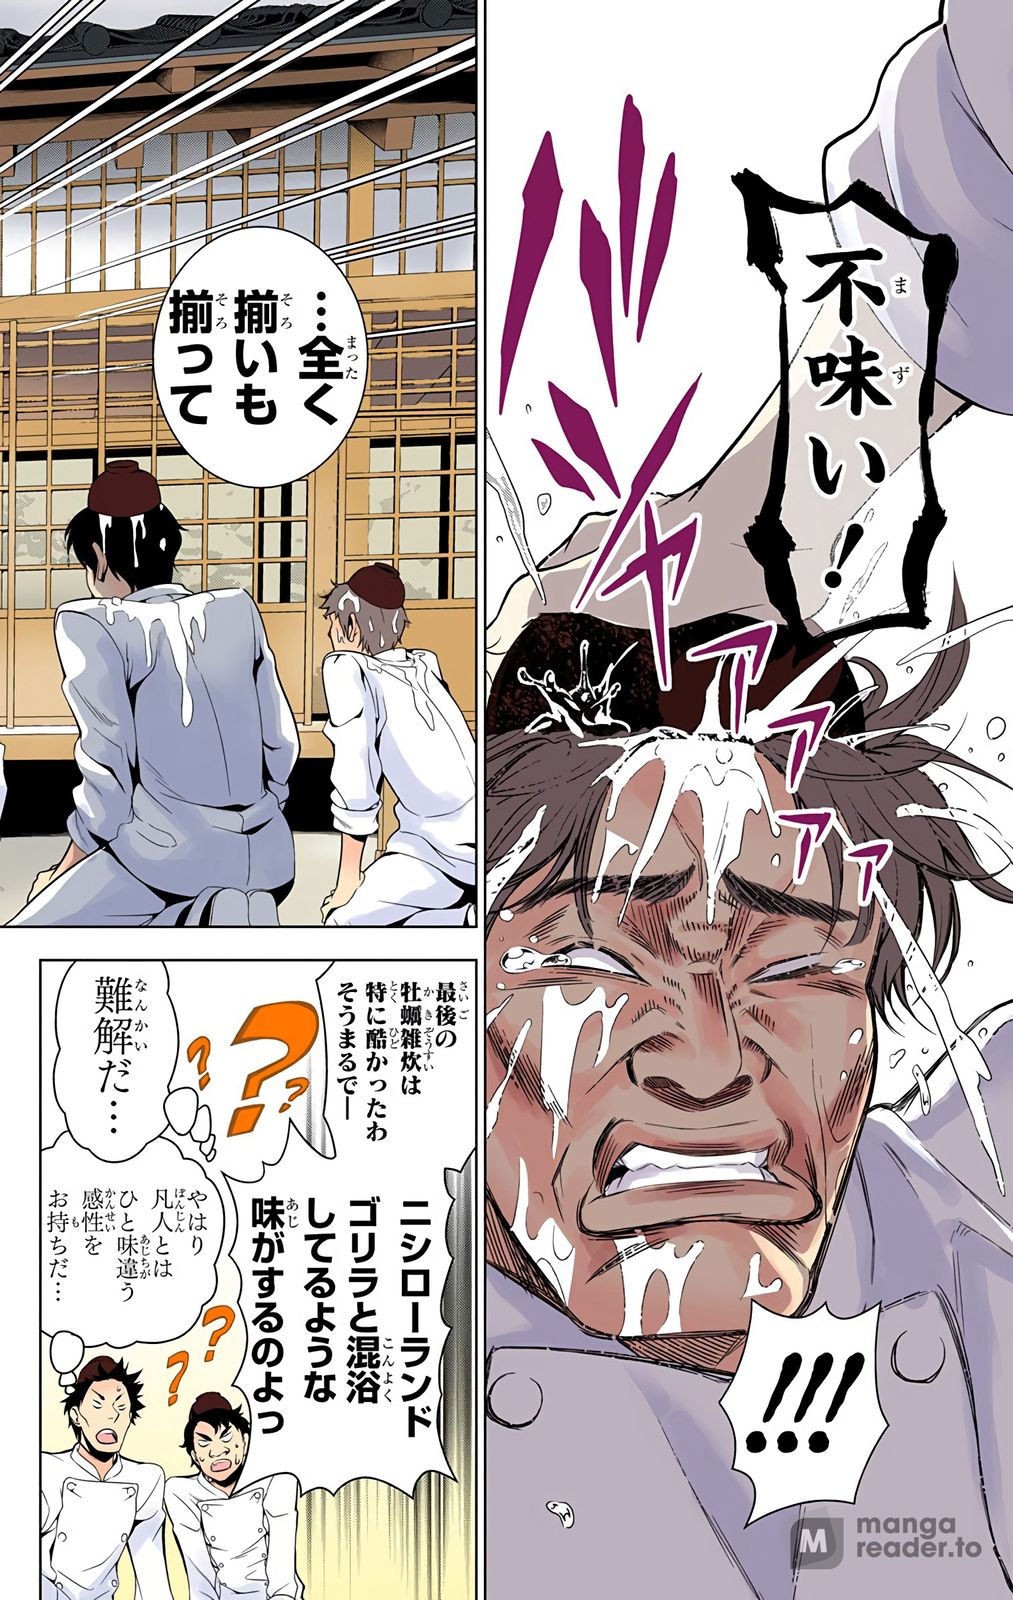 不味い!
バシャアアアア
!!!
…全く
揃いも
揃って
最後の
牡蠣雑炊は
特に酷かったわ
そうまるでー
ニシローランド
ゴリラと混浴
してるような
味がするのよっ
?
?
?
難解だ…
やはり
凡人とは
ひと味違う
感性を
お持ちだ…
?
?
M
manga
reader.to